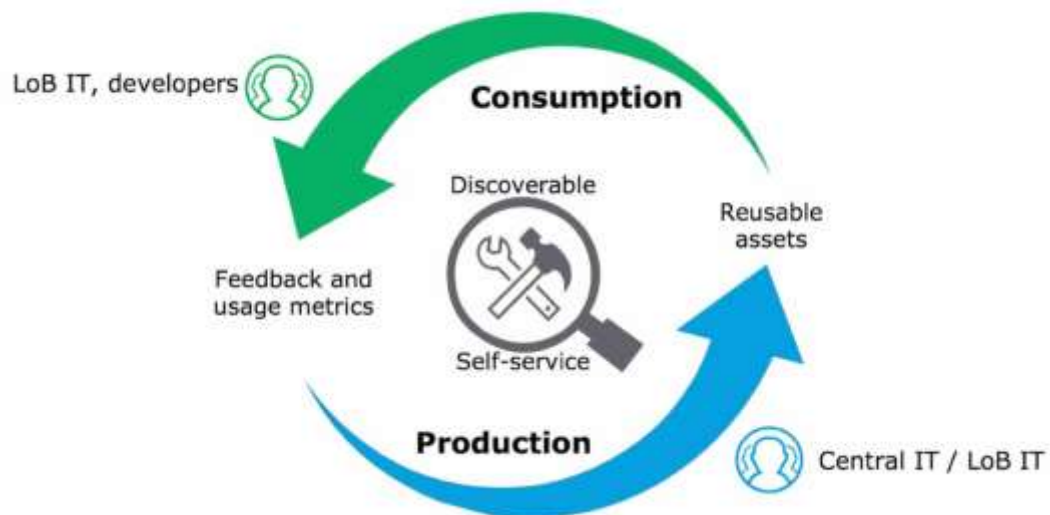 LoB IT, developers
Consumption
Discoverable
Reusable
assets
Feedback and
usage metrics
Self-service
Production
Central IT / LoB IT